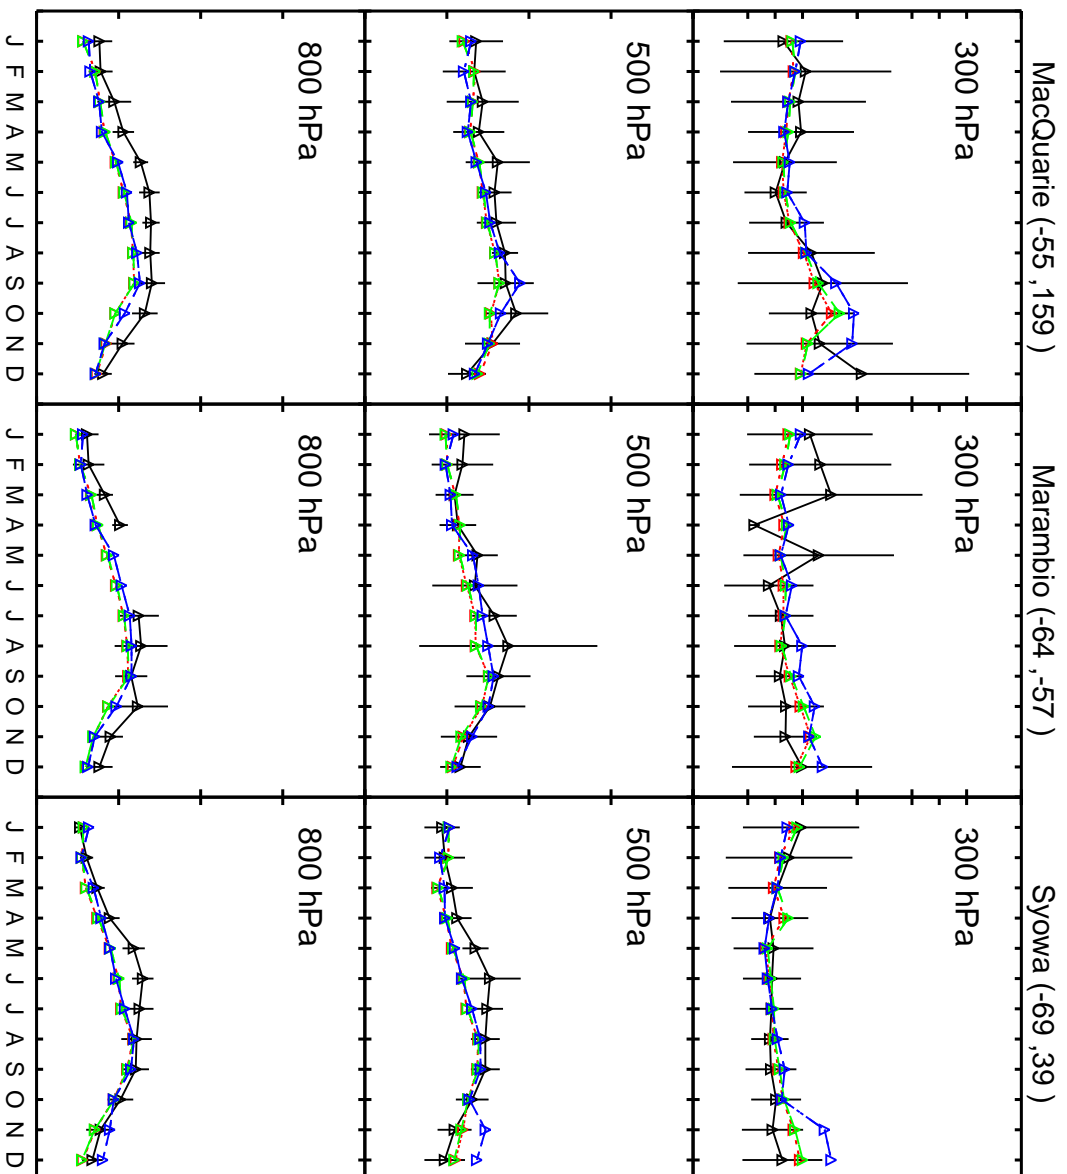 MacQuarie (-55 ,159 ) Marambio (-64 ,-57 ) Syowa (-69 ,39 )
300 hPa 300 hPa 300 hPa
500 hPa 500 hPa 500 hPa
800 hPa 800 hPa 800 hPa
J F M A M J J A S O N D J F M A M J J A S O N D J F M A M J J A S O N D